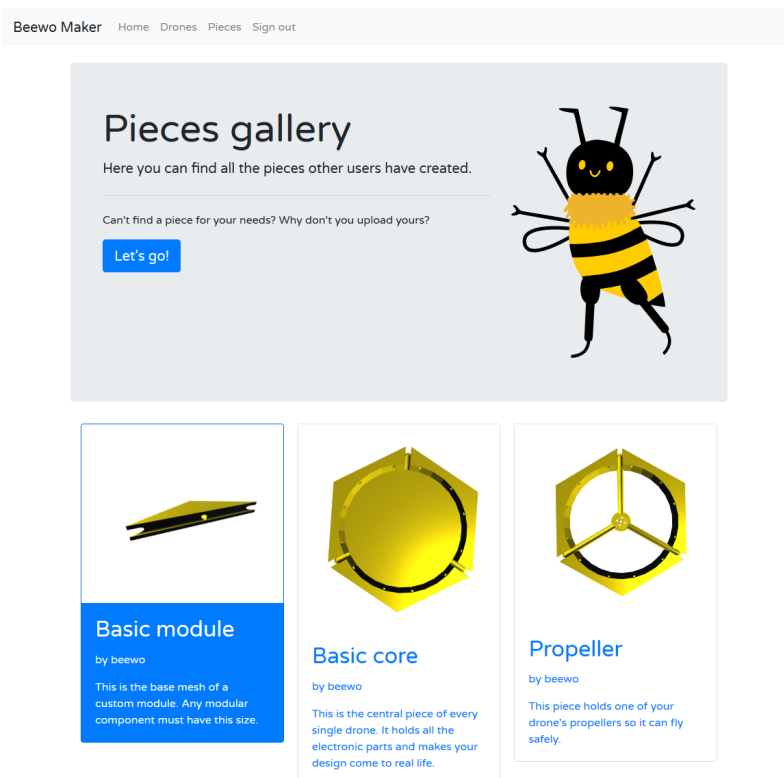 Beewo Maker Home Drones Pieces Sign out
Pieces gallery
Here you can find all the pieces other users have created.
Can't find a piece for your needs? Why don't you upload yours?
Let's go!
Basic module
by beewo
This is the base mesh of a
custom module. Any modular
component must have this size.
Basic core
by beewo
This is the central piece of every
single drone. It holds all the
electronic parts and makes your
design come to real life.
Propeller
by beewo
This piece holds one of your
drone's propellers so it can fly
safely.